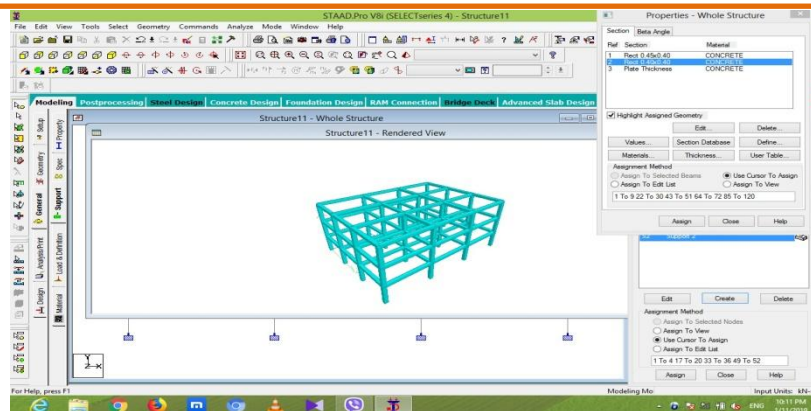 STAAD.Pro V8i (SELECTseries 4) - Structure11
File Edit View Tools Select Geometry Commands Analyze Mode Window Help
Modeling Postprocessing Steel Design Concrete Design Foundation Design RAM Connection Bridge Deck Advanced Slab Design
Structure11 - Whole Structure
Structure11 - Rendered View
Setup
Geometry
General
Analysis/Print
Design
Property
Spec
Support
Load & Definition
Material
Y
X
For Help, press F1
Properties - Whole Structure
Section Beta Angle
Ref Section Material
1 Rect 0.45x0.40 CONCRETE
2 Rect 0.40x0.40 CONCRETE
3 Plate Thickness CONCRETE
Highlight Assigned Geometry
Edit... Delete...
Values... Section Database Define...
Materials... Thickness... User Table...
Assignment Method
Assign To Selected Beams Use Cursor To Assign
Assign To Edit List Assign To View
1 To 9 22 To 30 43 To 51 64 To 72 85 To 120
Assign Close Help
Support 2
Edit Create Delete
Assignment Method
Assign To Selected Nodes
Assign To View
Use Cursor To Assign
Assign To Edit List
1 To 4 17 To 20 33 To 36 49 To 52
Assign Close Help
Modeling Mo Input Units: kN-
ENG 10:11 PM